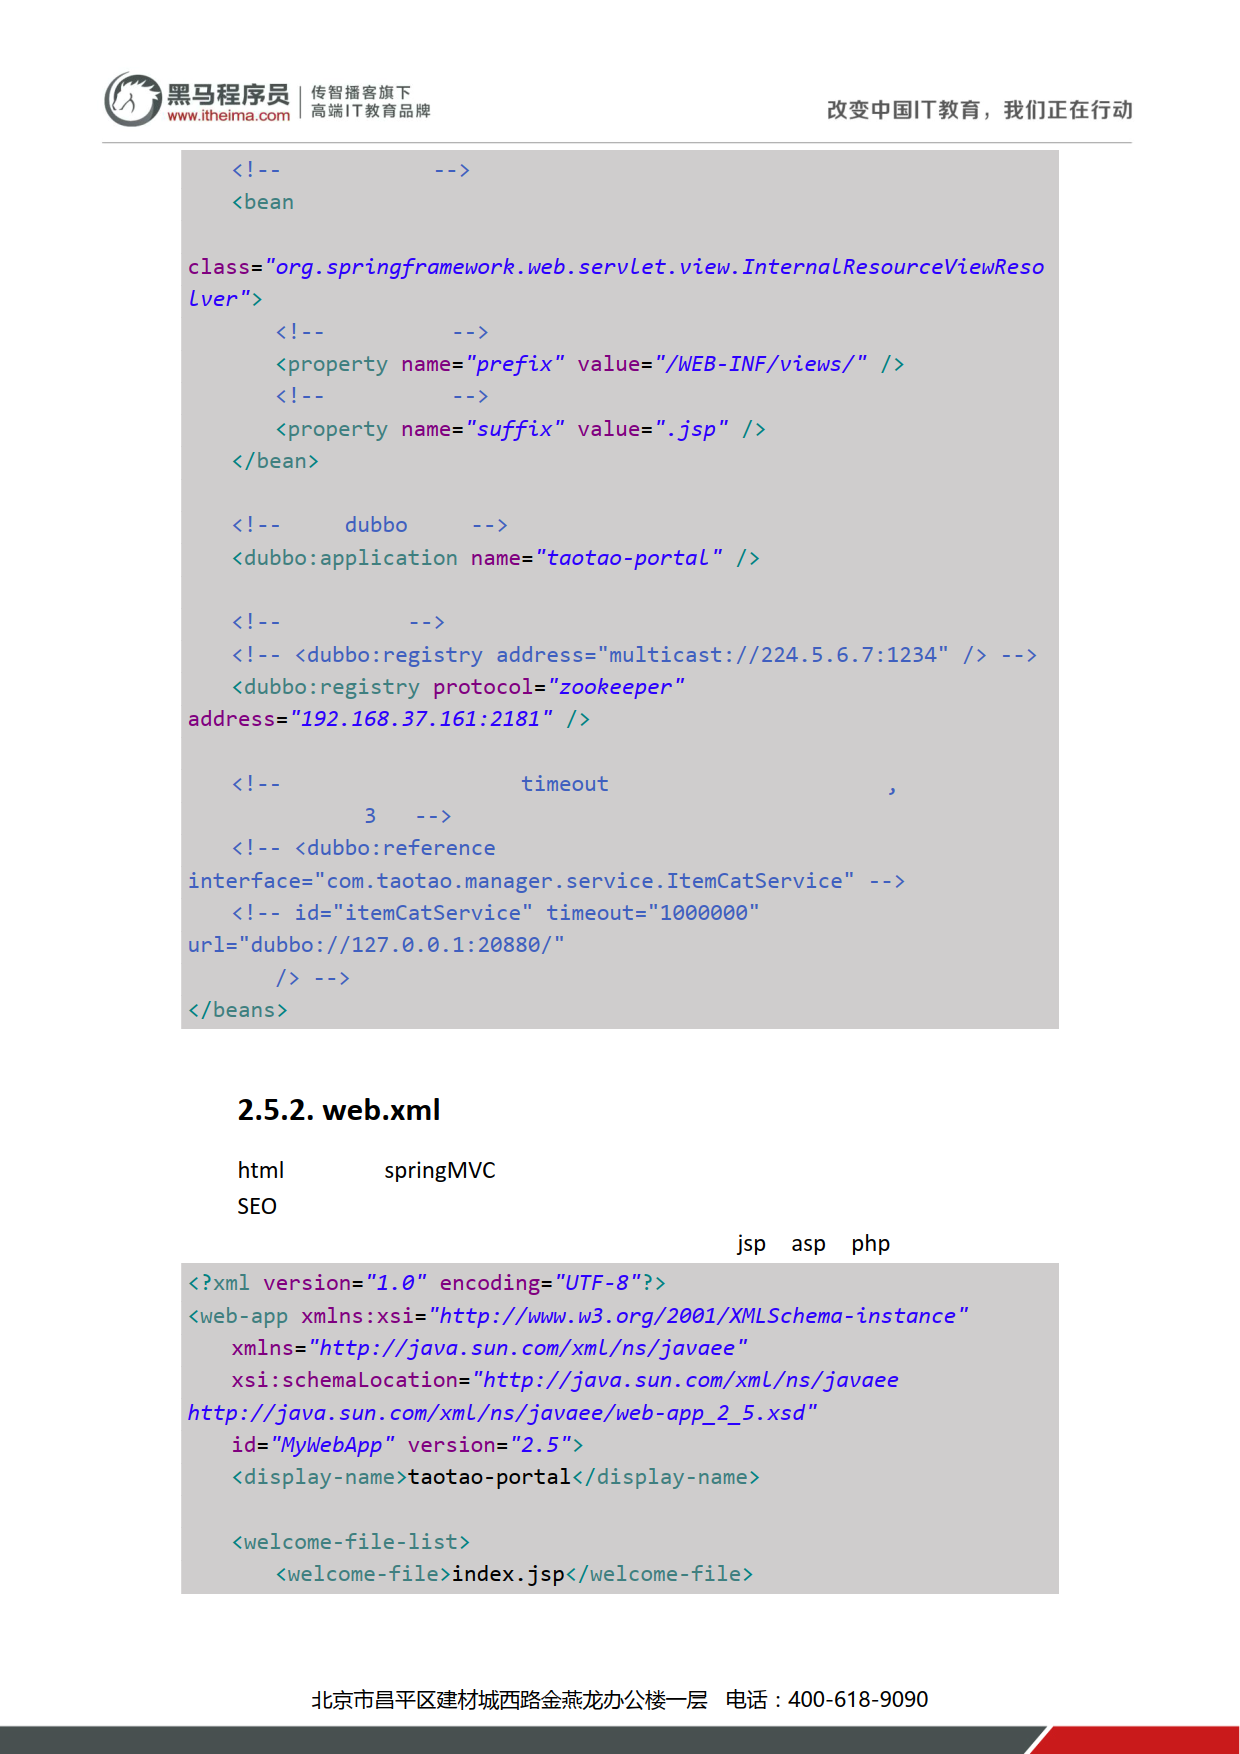 黑马程序员
www.itheima.com
传智播客旗下
高端IT教育品牌
改变中国IT教育，我们正在行动
<!-- -->
<bean
class="org.springframework.web.servlet.view.InternalResourceViewReso
lver">
<!-- -->
<property name="prefix" value="/WEB-INF/views/" />
<!-- -->
<property name="suffix" value=".jsp" />
</bean>
<!-- dubbo -->
<dubbo:application name="taotao-portal" />
<!-- -->
<!-- <dubbo:registry address="multicast://224.5.6.7:1234" /> -->
<dubbo:registry protocol="zookeeper"
address="192.168.37.161:2181" />
<!-- timeout ,
3 -->
<!-- <dubbo:reference
interface="com.taotao.manager.service.ItemCatService" -->
<!-- id="itemCatService" timeout="1000000"
url="dubbo://127.0.0.1:20880/"
/> -->
</beans>
2.5.2. web.xml
html springMVC
SEO
jsp asp php
<?xml version="1.0" encoding="UTF-8"?>
<web-app xmlns:xsi="http://www.w3.org/2001/XMLSchema-instance"
xmlns="http://java.sun.com/xml/ns/javaee"
xsi:schemaLocation="http://java.sun.com/xml/ns/javaee
http://java.sun.com/xml/ns/javaee/web-app_2_5.xsd"
id="MyWebApp" version="2.5">
<display-name>taotao-portal</display-name>
<welcome-file-list>
<welcome-file>index.jsp</welcome-file>
北京市昌平区建材城西路金燕龙办公楼一层 电话：400-618-9090